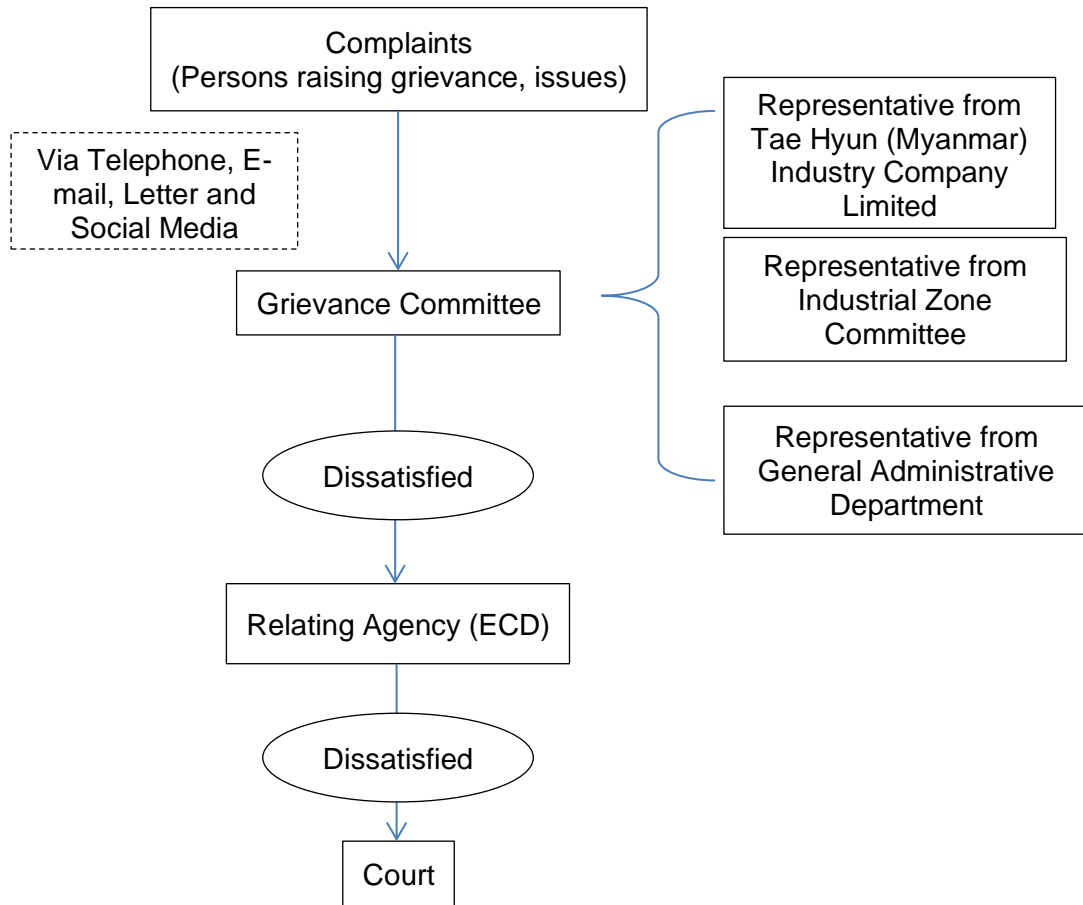 Complaints
(Persons raising grievance, issues)
Via Telephone, E-
mail, Letter and
Social Media
Representative from
Tae Hyun (Myanmar)
Industry Company
Limited
Grievance Committee
Representative from
Industrial Zone
Committee
Representative from
General Administrative
Department
Dissatisfied
Relating Agency (ECD)
Dissatisfied
Court